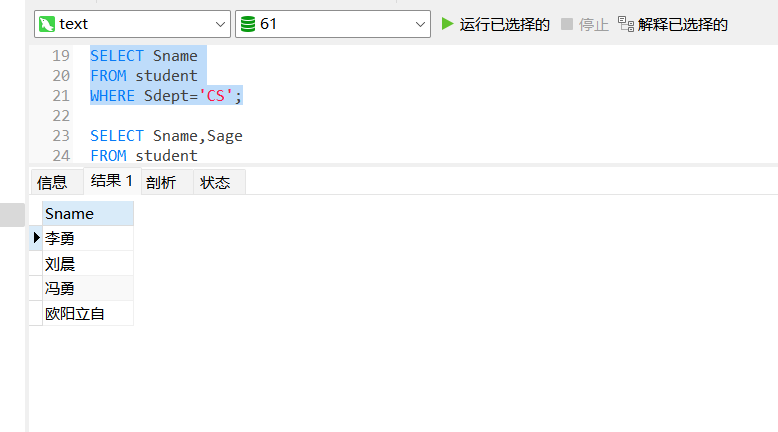 text 61 运行已选择的 停止 解释已选择的
19 SELECT Sname
20 FROM student
21 WHERE Sdept='CS';
22
23 SELECT Sname,Sage
24 FROM student
信息 结果 1 剖析 状态
Sname
李勇
刘晨
冯勇
欧阳立自